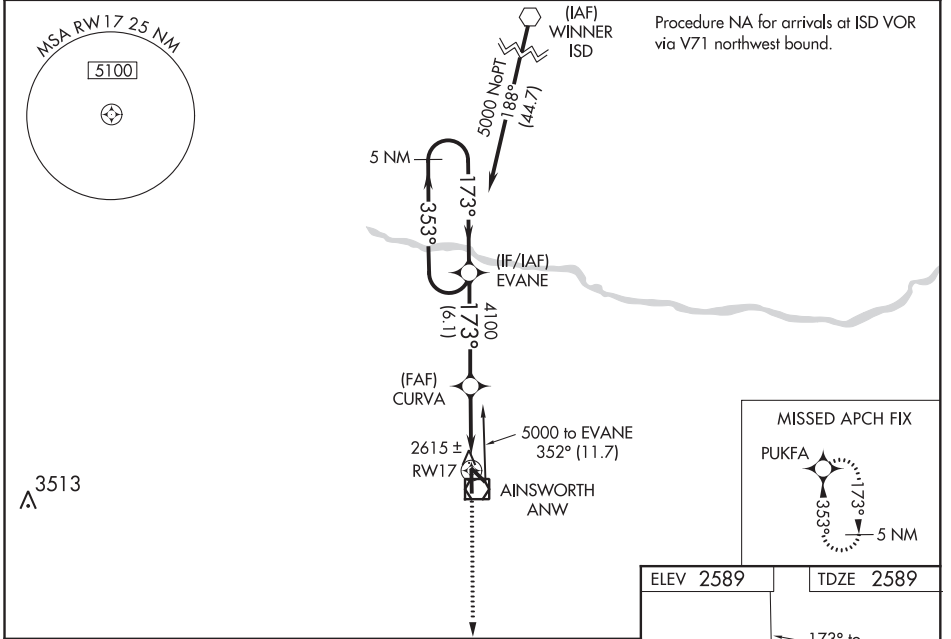 MSA RW17 25 NM
5100
(IAF)
WINNER
ISD
Procedure NA for arrivals at ISD VOR
via V71 northwest bound.
5000 NoPT
188°
(44.7)
5 NM
173°
353°
(IF/IAF)
EVANE
4100
173°
(6.1)
(FAF)
CURVA
5000 to EVANE
352° (11.7)
2615 ±
RW17
AINSWORTH
ANW
3513
MISSED APCH FIX
PUKFA
353°
173°
5 NM
ELEV 2589
TDZE 2589
173° to